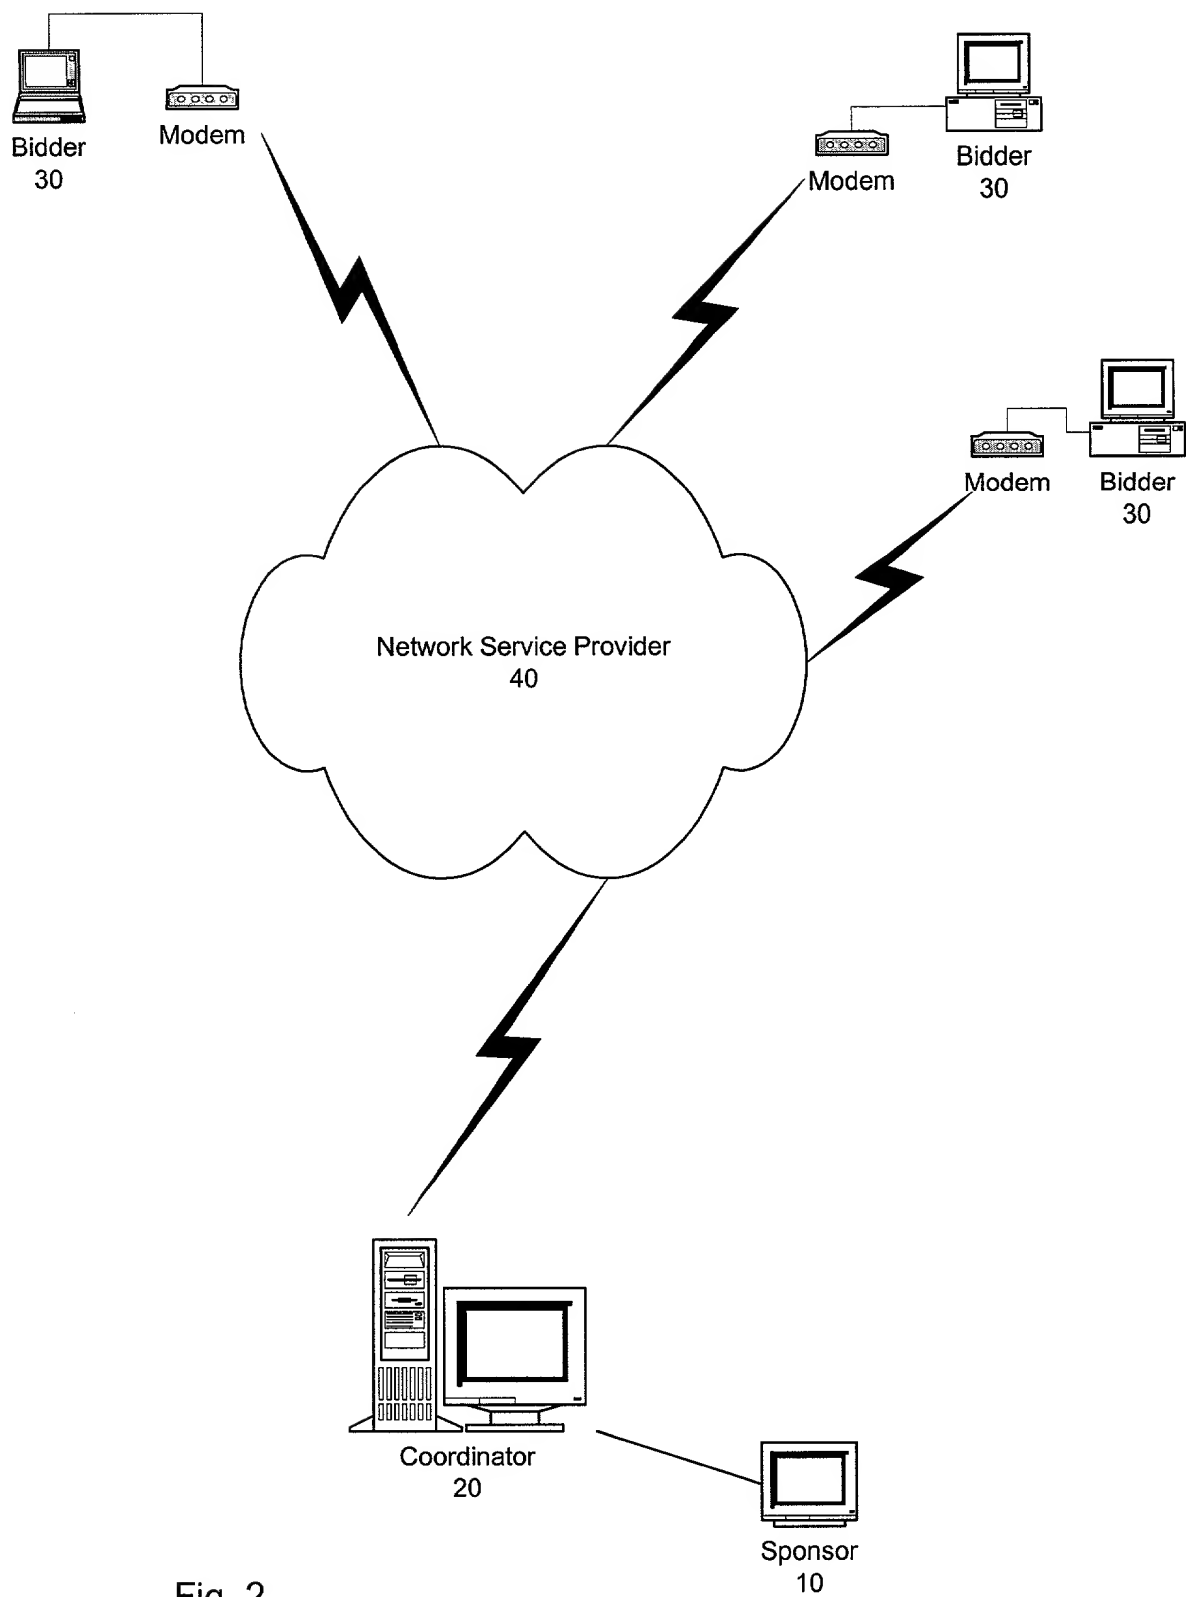 Bidder
30
Modem
Modem
Bidder
30
Modem
Bidder
30
Network Service Provider
40
Coordinator
20
Sponsor
10
Fig. 2